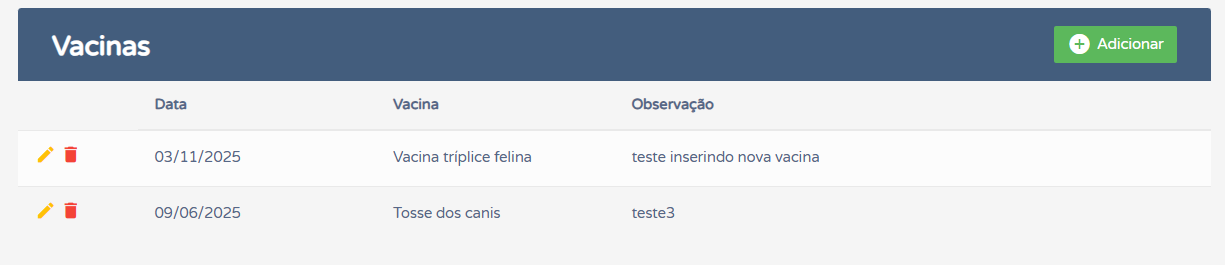 Vacinas
Adicionar
Data Vacina Observação
03/11/2025 Vacina tríplice felina teste inserindo nova vacina
09/06/2025 Tosse dos canis teste3